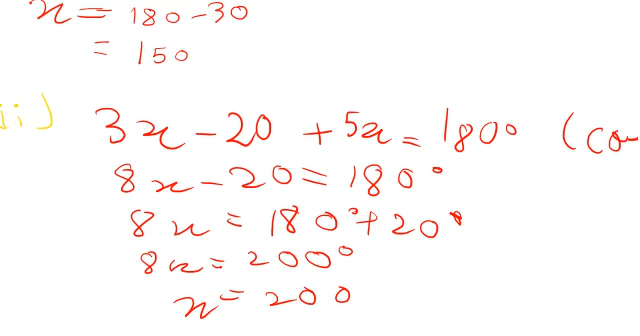 x = 180 - 30
= 150
ii) 3x - 20 + 5x = 180° (co
8x - 20 = 180°
8x = 180° + 20°
8x = 200°
x = 200